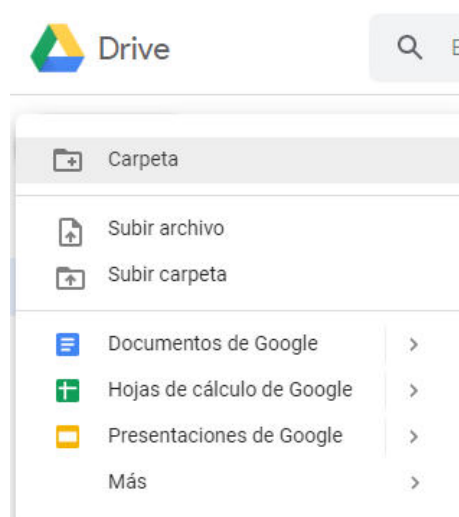 Drive
Carpeta
Subir archivo
Subir carpeta
Documentos de Google
Hojas de cálculo de Google
Presentaciones de Google
Más